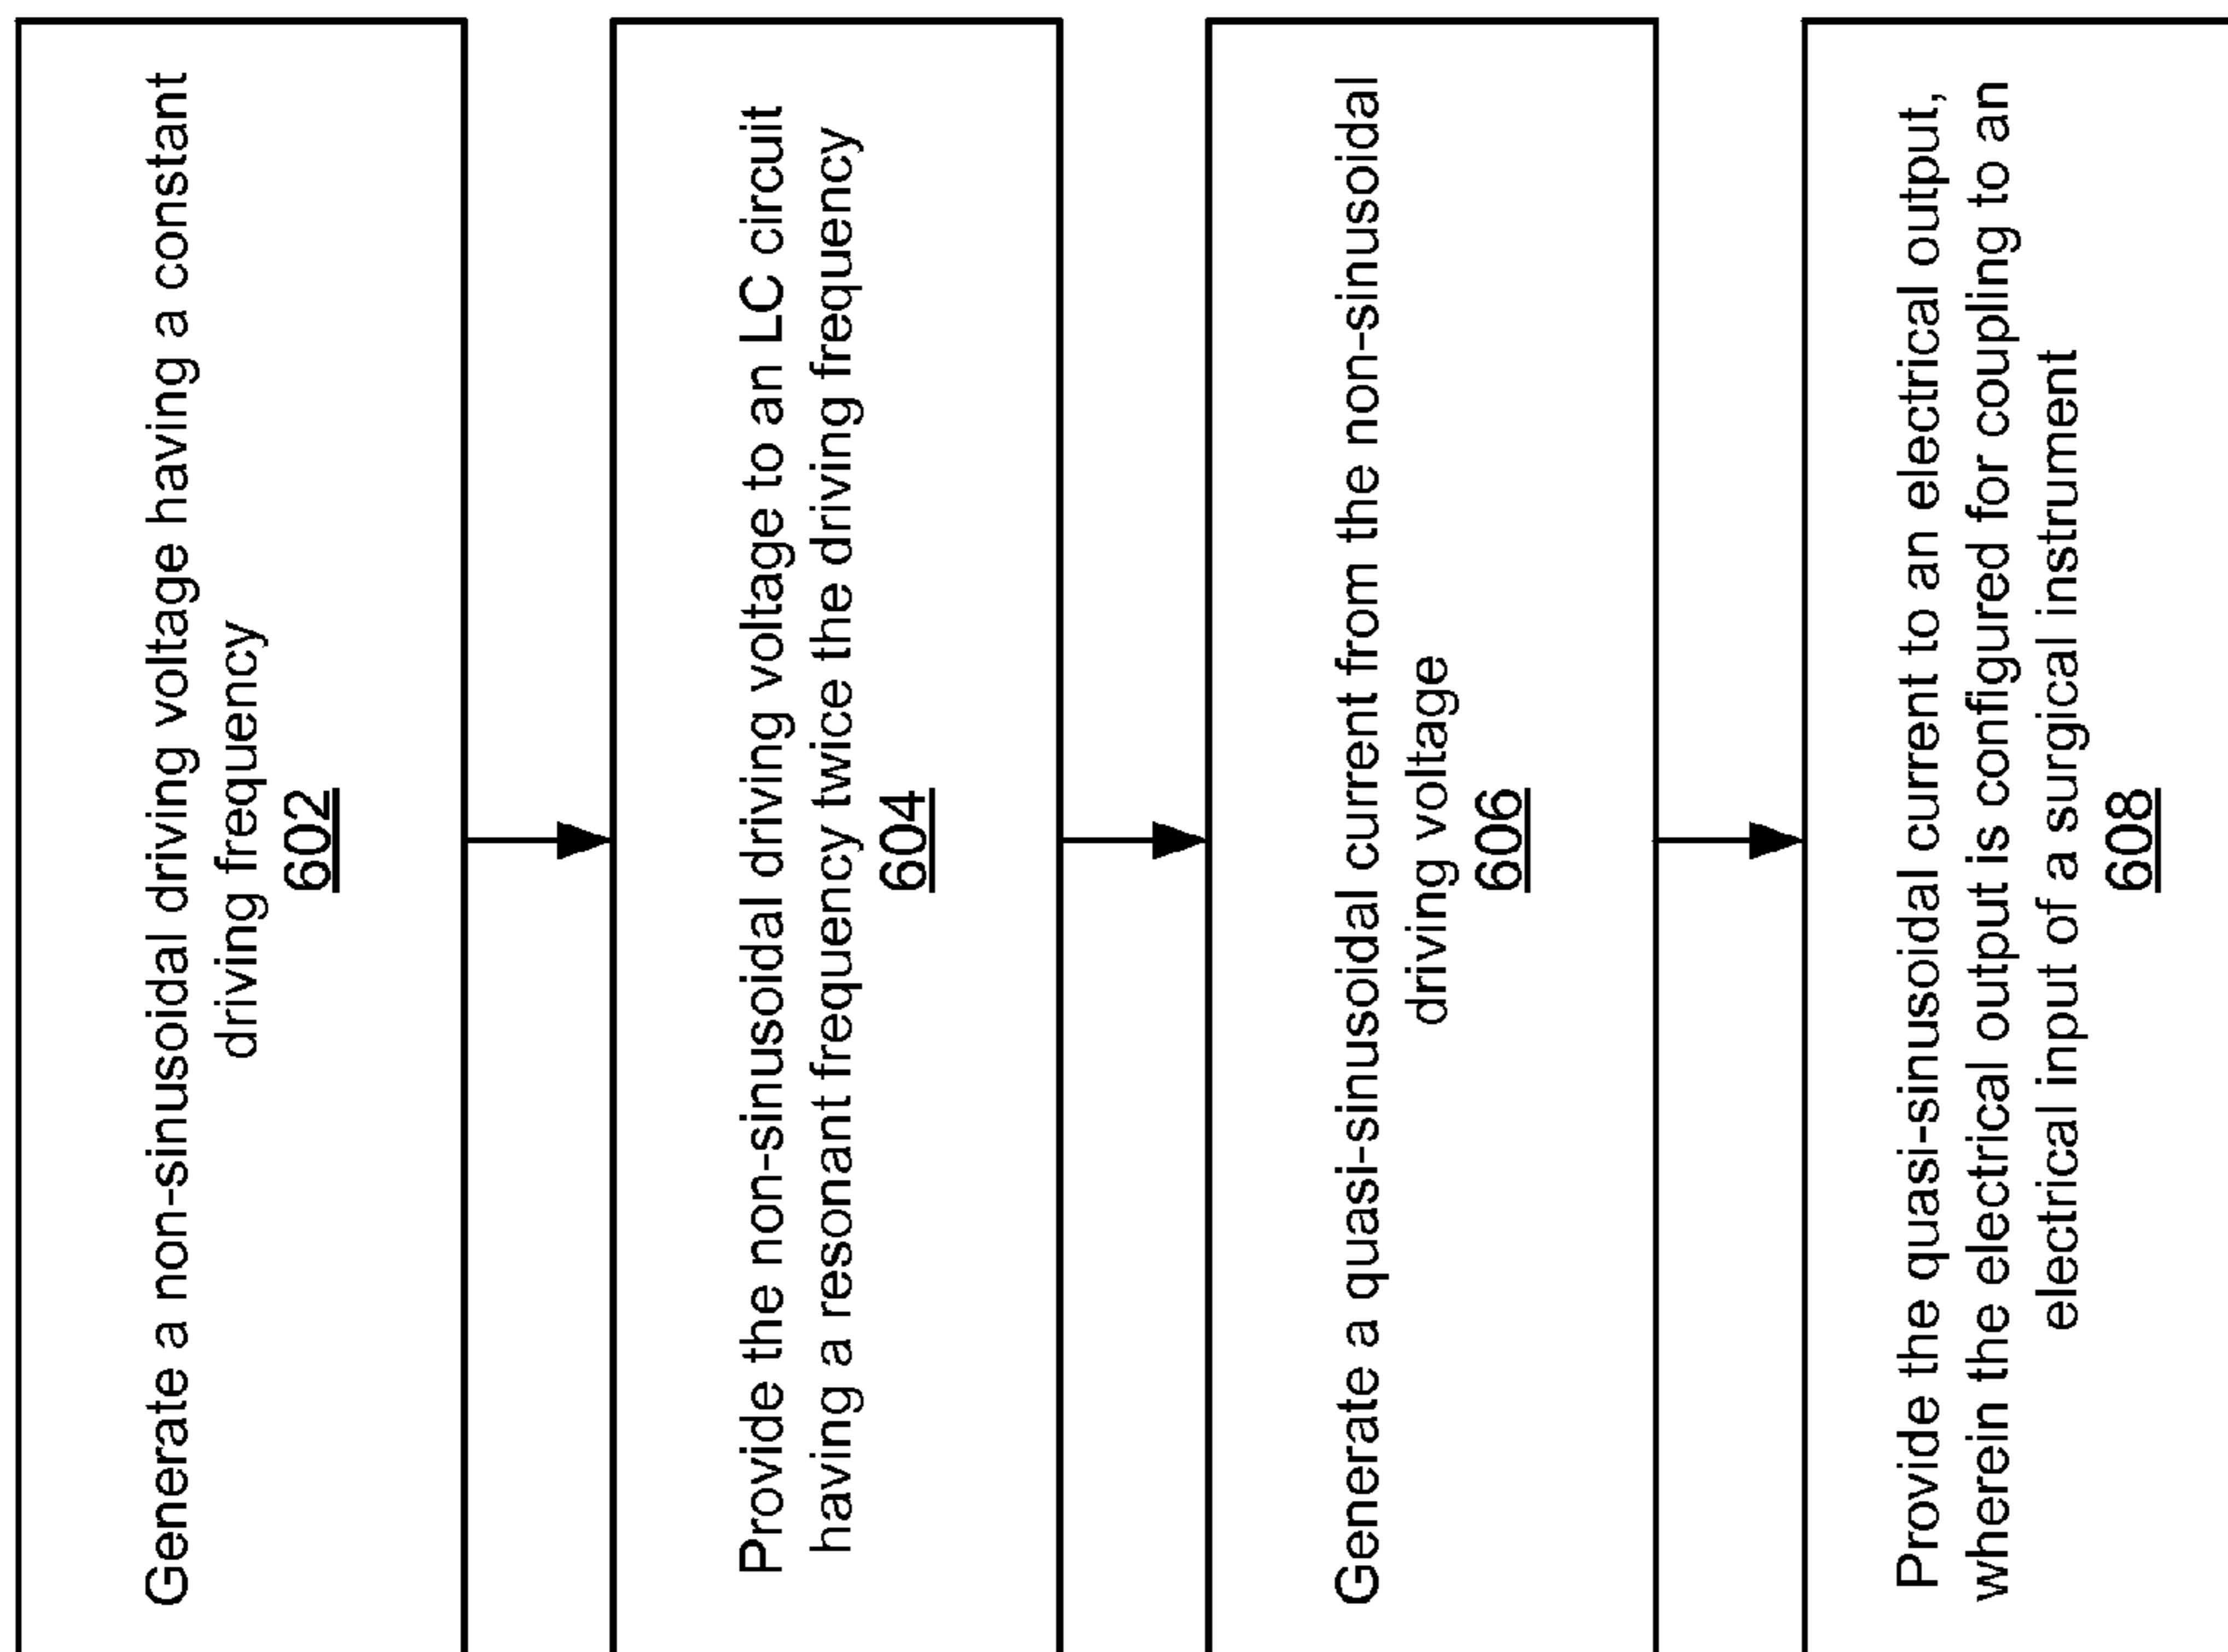 Generate a non-sinusoidal driving voltage having a constant
driving frequency
602
Provide the non-sinusoidal driving voltage to an LC circuit
having a resonant frequency twice the driving frequency
604
Generate a quasi-sinusoidal current from the non-sinusoidal
driving voltage
606
Provide the quasi-sinusoidal current to an electrical output,
wherein the electrical output is configured for coupling to an
electrical input of a surgical instrument
608